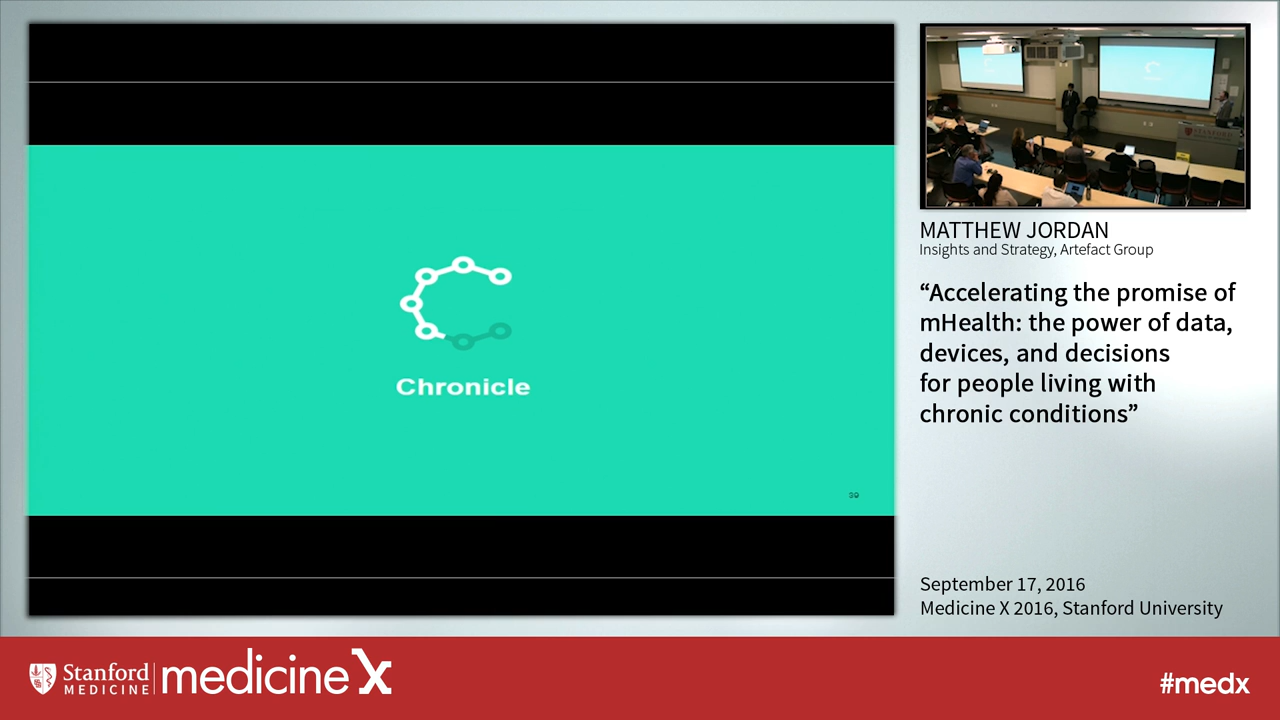 Chronicle
39
STANFORD
MATTHEW JORDAN
Insights and Strategy, Artefact Group
“Accelerating the promise of
mHealth: the power of data,
devices, and decisions
for people living with
chronic conditions”
September 17, 2016
Medicine X 2016, Stanford University
Stanford
MEDICINE
medicine X
#medx